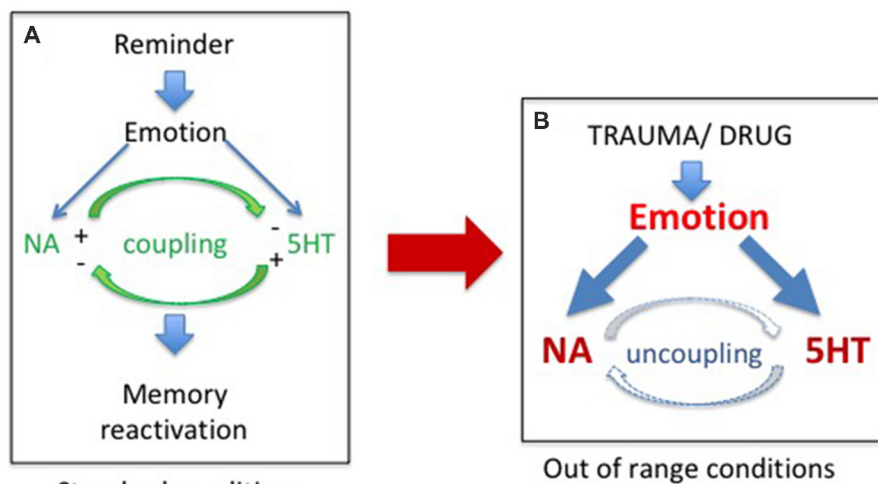 A
Reminder
Emotion
NA + coupling - 5HT
- +
Memory
reactivation
B
TRAUMA/ DRUG
Emotion
NA uncoupling 5HT
Out of range conditions